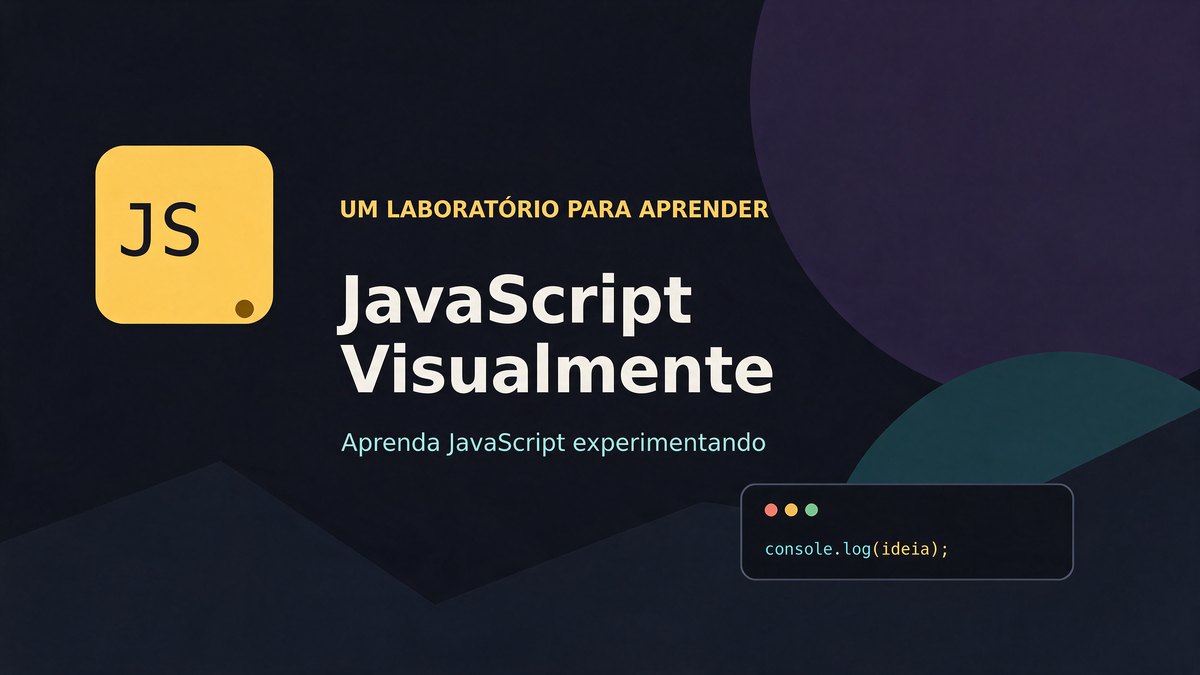 JS
UM LABORATÓRIO PARA APRENDER
JavaScript
Visualmente
Aprenda JavaScript experimentando
console.log(ideia);